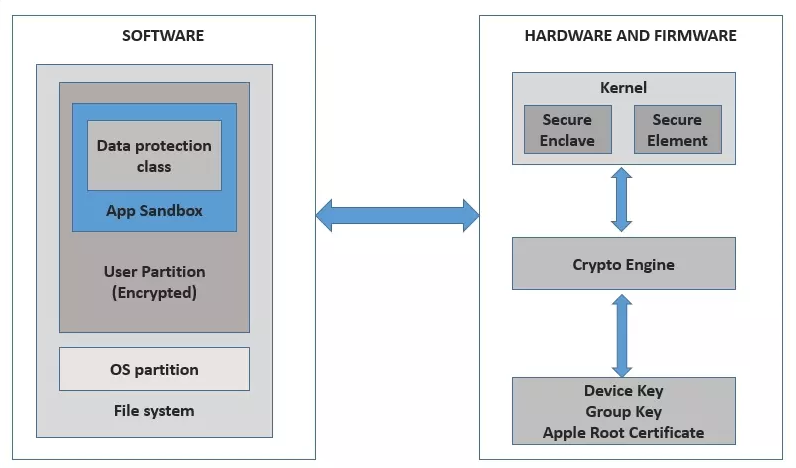 SOFTWARE
Data protection
class
App Sandbox
User Partition
(Encrypted)
OS partition
File system
HARDWARE AND FIRMWARE
Kernel
Secure
Enclave
Secure
Element
Crypto Engine
Device Key
Group Key
Apple Root Certificate